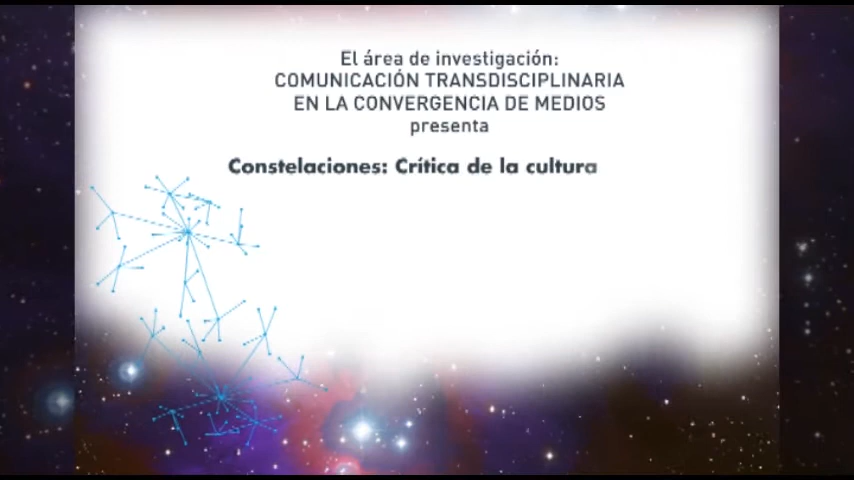 El área de investigación:
COMUNICACIÓN TRANSDISCIPLINARIA
EN LA CONVERGENCIA DE MEDIOS
presenta
Constelaciones: Crítica de la cultura